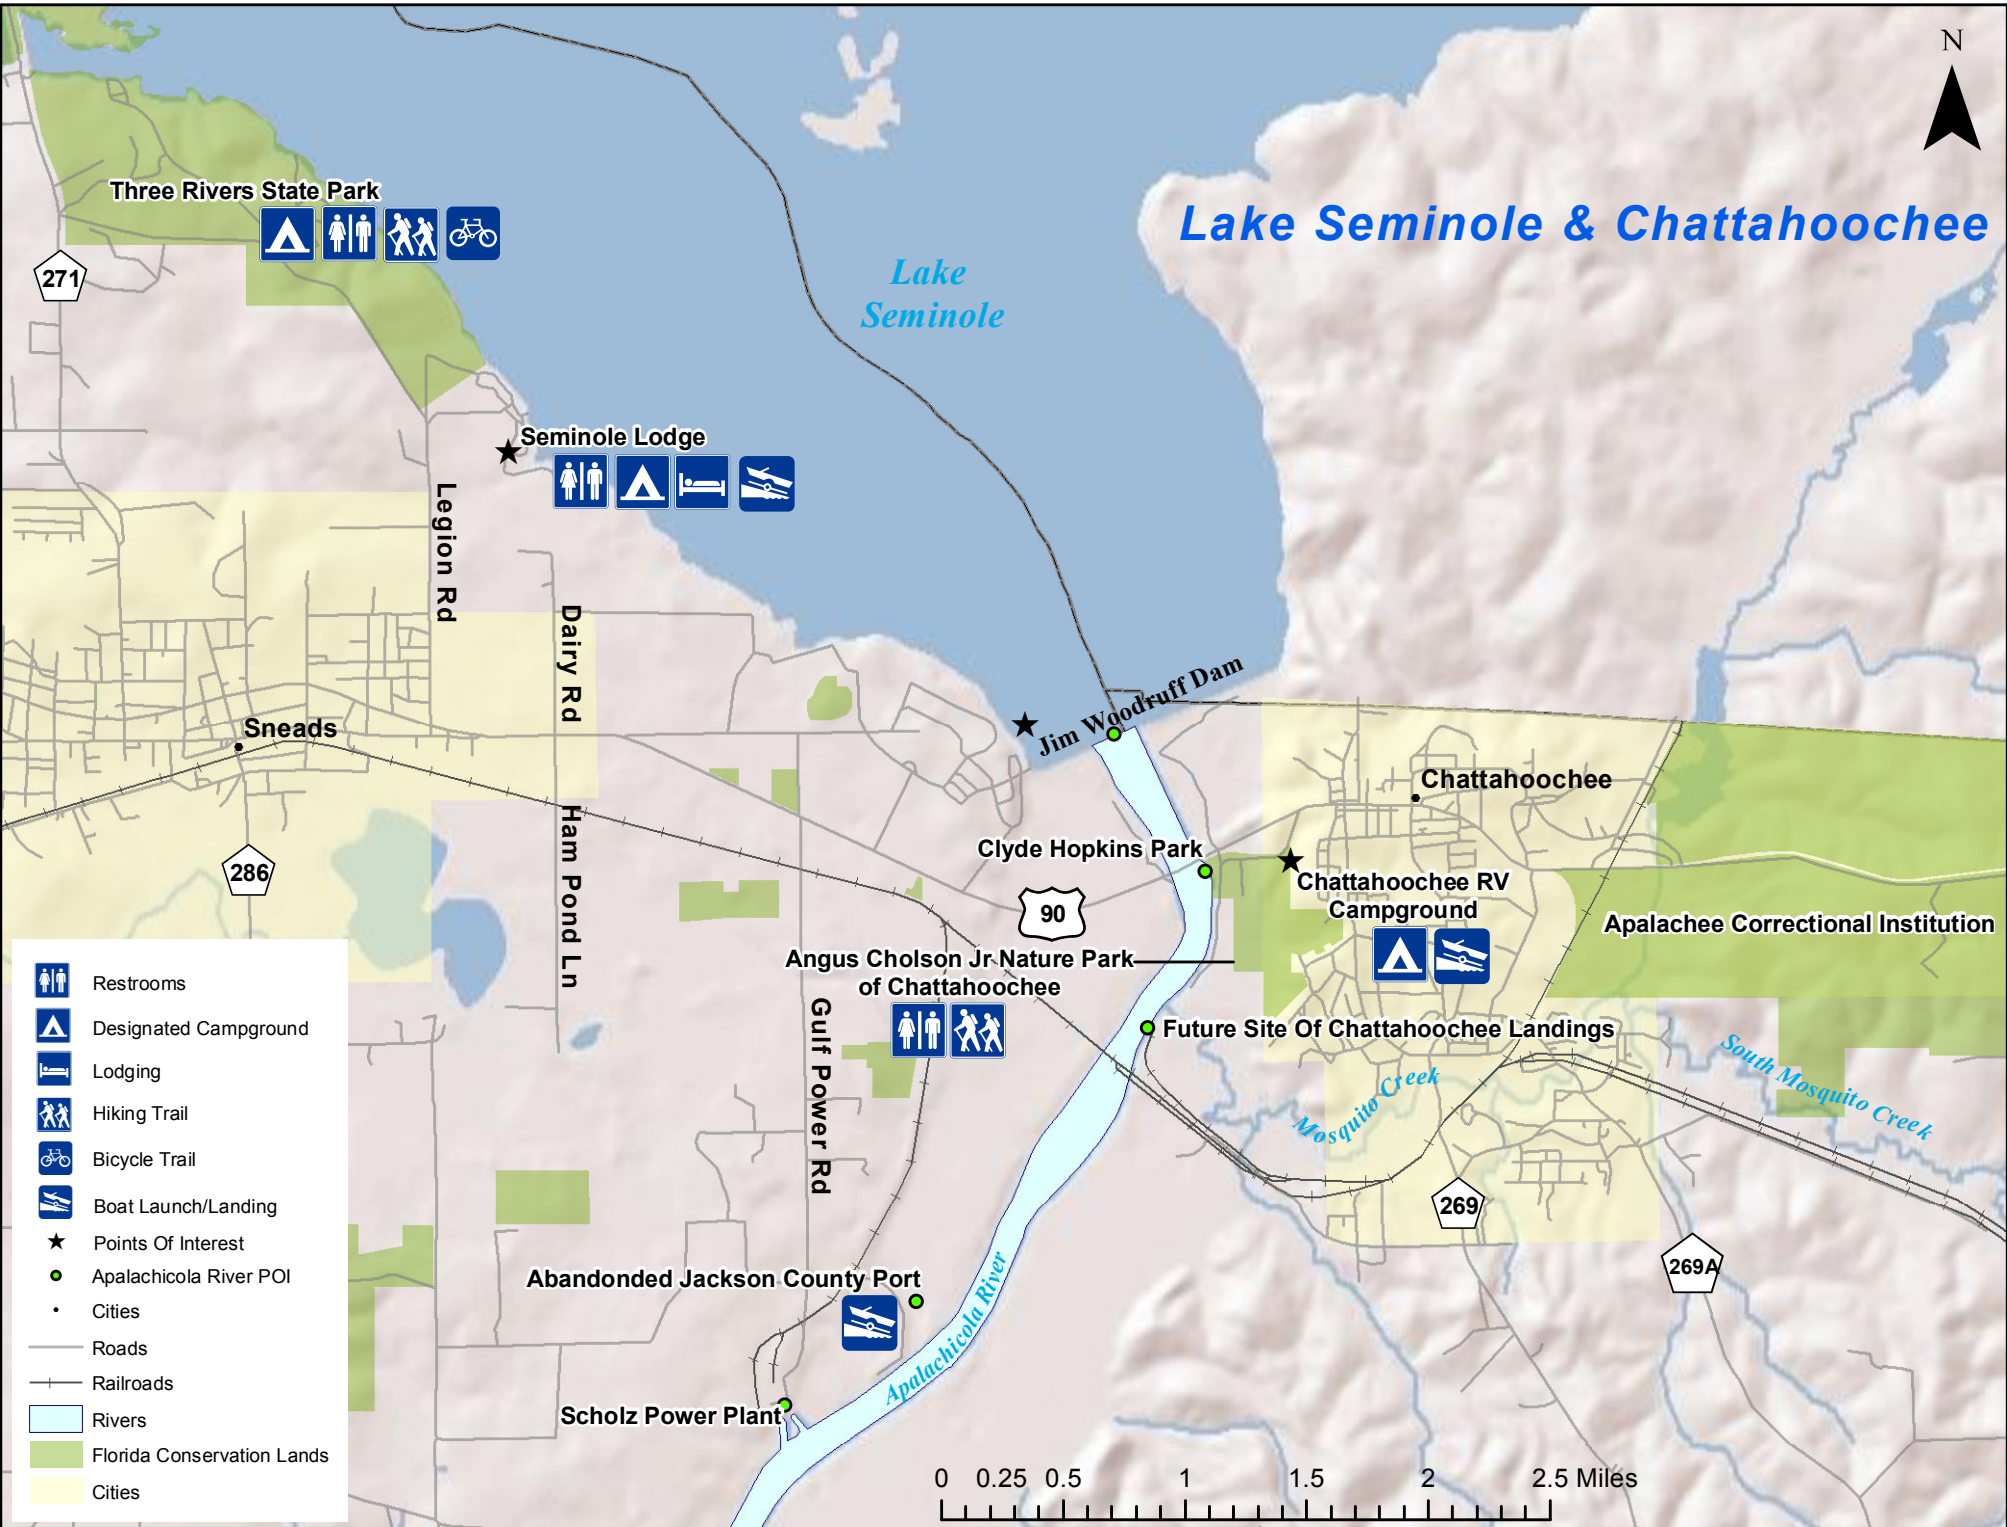 N
Lake Seminole & Chattahoochee
Three Rivers State Park
271
Lake
Seminole
Seminole Lodge
Legion Rd
Dairy Rd
Jim Woodruff Dam
Sneads
Chattahoochee
Ham Pond Ln
Clyde Hopkins Park
286
Chattahoochee RV
Campground
90
Apalachee Correctional Institution
Angus Cholson Jr Nature Park
of Chattahoochee
Gulf Power Rd
Future Site Of Chattahoochee Landings
Mosquito Creek
South Mosquito Creek
269
269A
Abandonded Jackson County Port
Apalachicola River
Scholz Power Plant
Restrooms
Designated Campground
Lodging
Hiking Trail
Bicycle Trail
Boat Launch/Landing
Points Of Interest
Apalachicola River POI
Cities
Roads
Railroads
Rivers
Florida Conservation Lands
Cities
0 0.25 0.5 1 1.5 2 2.5 Miles